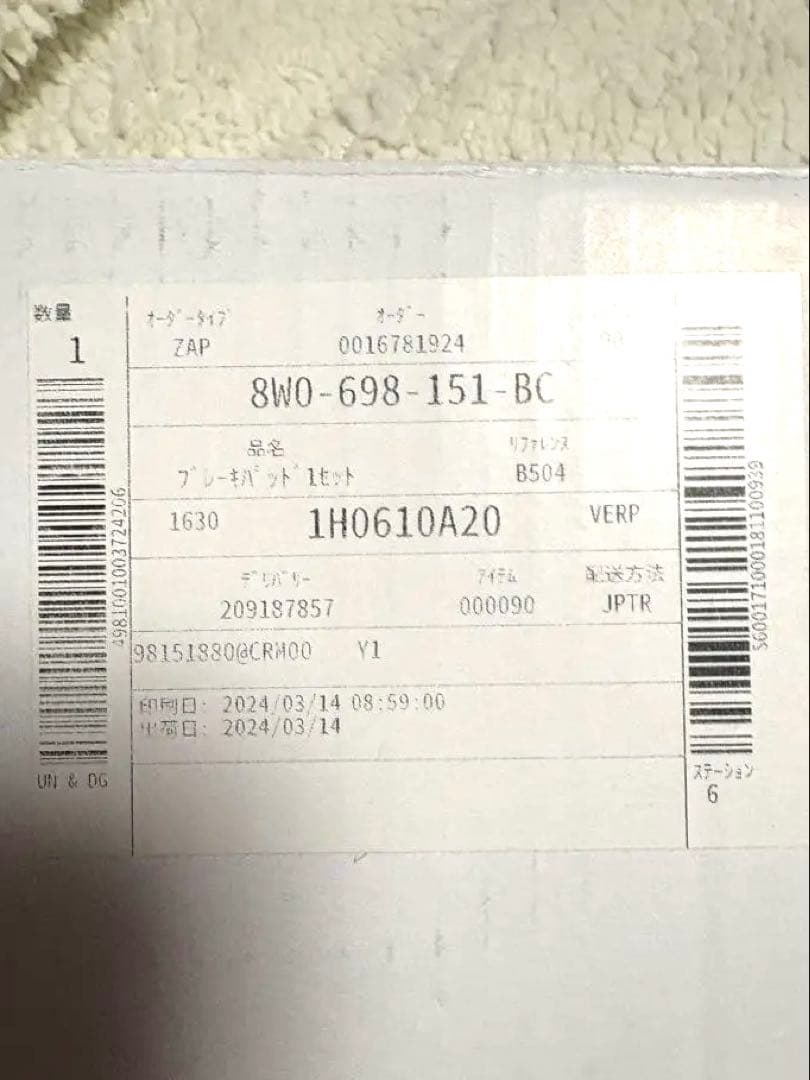 数量
1
オーダータイプ オーダー
ZAP 0016781924
8W0-698-151-BC
品名 リファレンス
ブレーキパッド 1セット B504
1630 1H0610A20 VERP
デリバリー アイテム 配送方法
209187857 000090 JPTR
98151880@CRM00 Y1
印刷日: 2024/03/14 08:59:00
出荷日: 2024/03/14
4981001003724266
UN & DG
5600171000181100939
ステーション
6